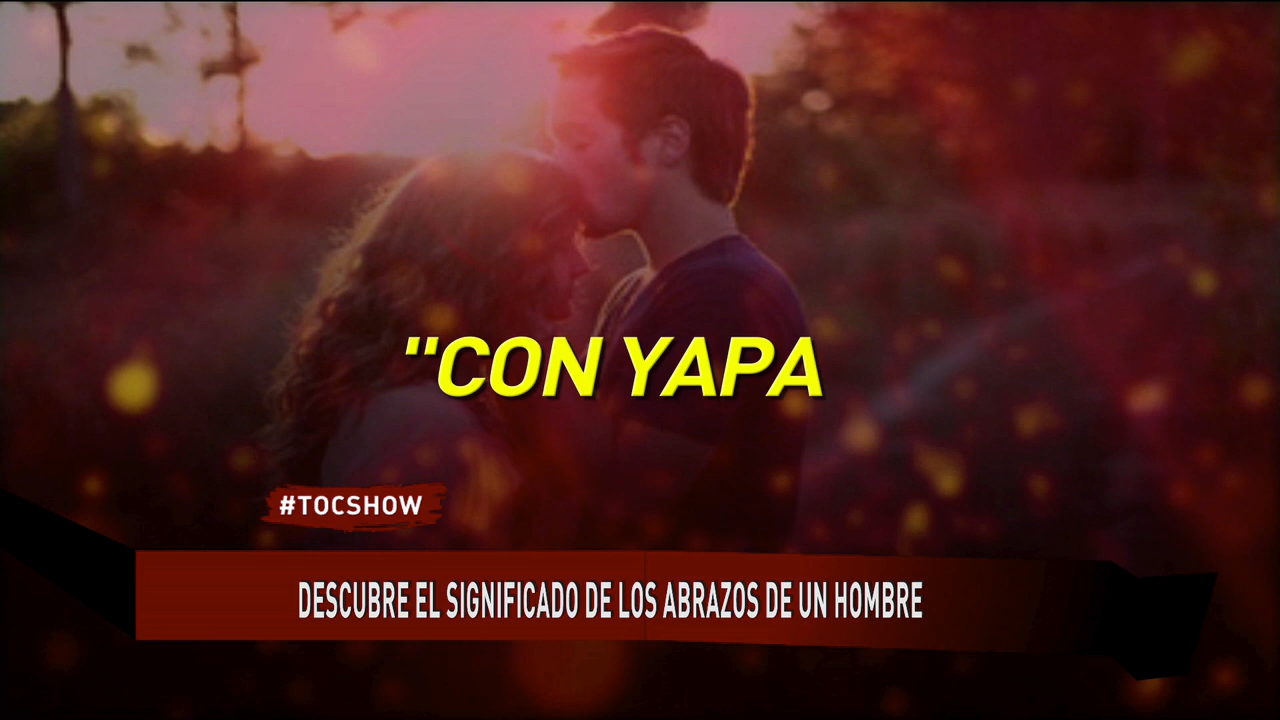 "CON YAPA
#TOCSHOW
DESCUBRE EL SIGNIFICADO DE LOS ABRAZOS DE UN HOMBRE